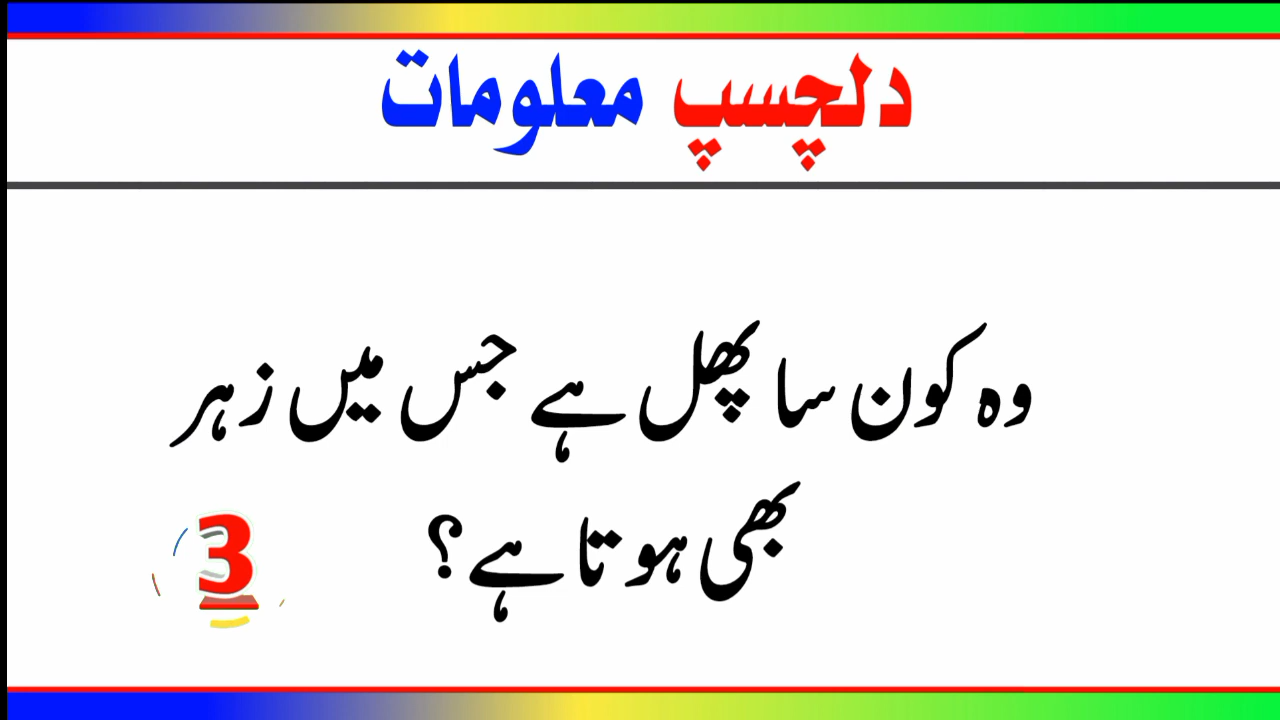 دلچسپ معلومات
وہ کون سا پھل ہے جس میں زہر
بھی ہوتا ہے؟
3